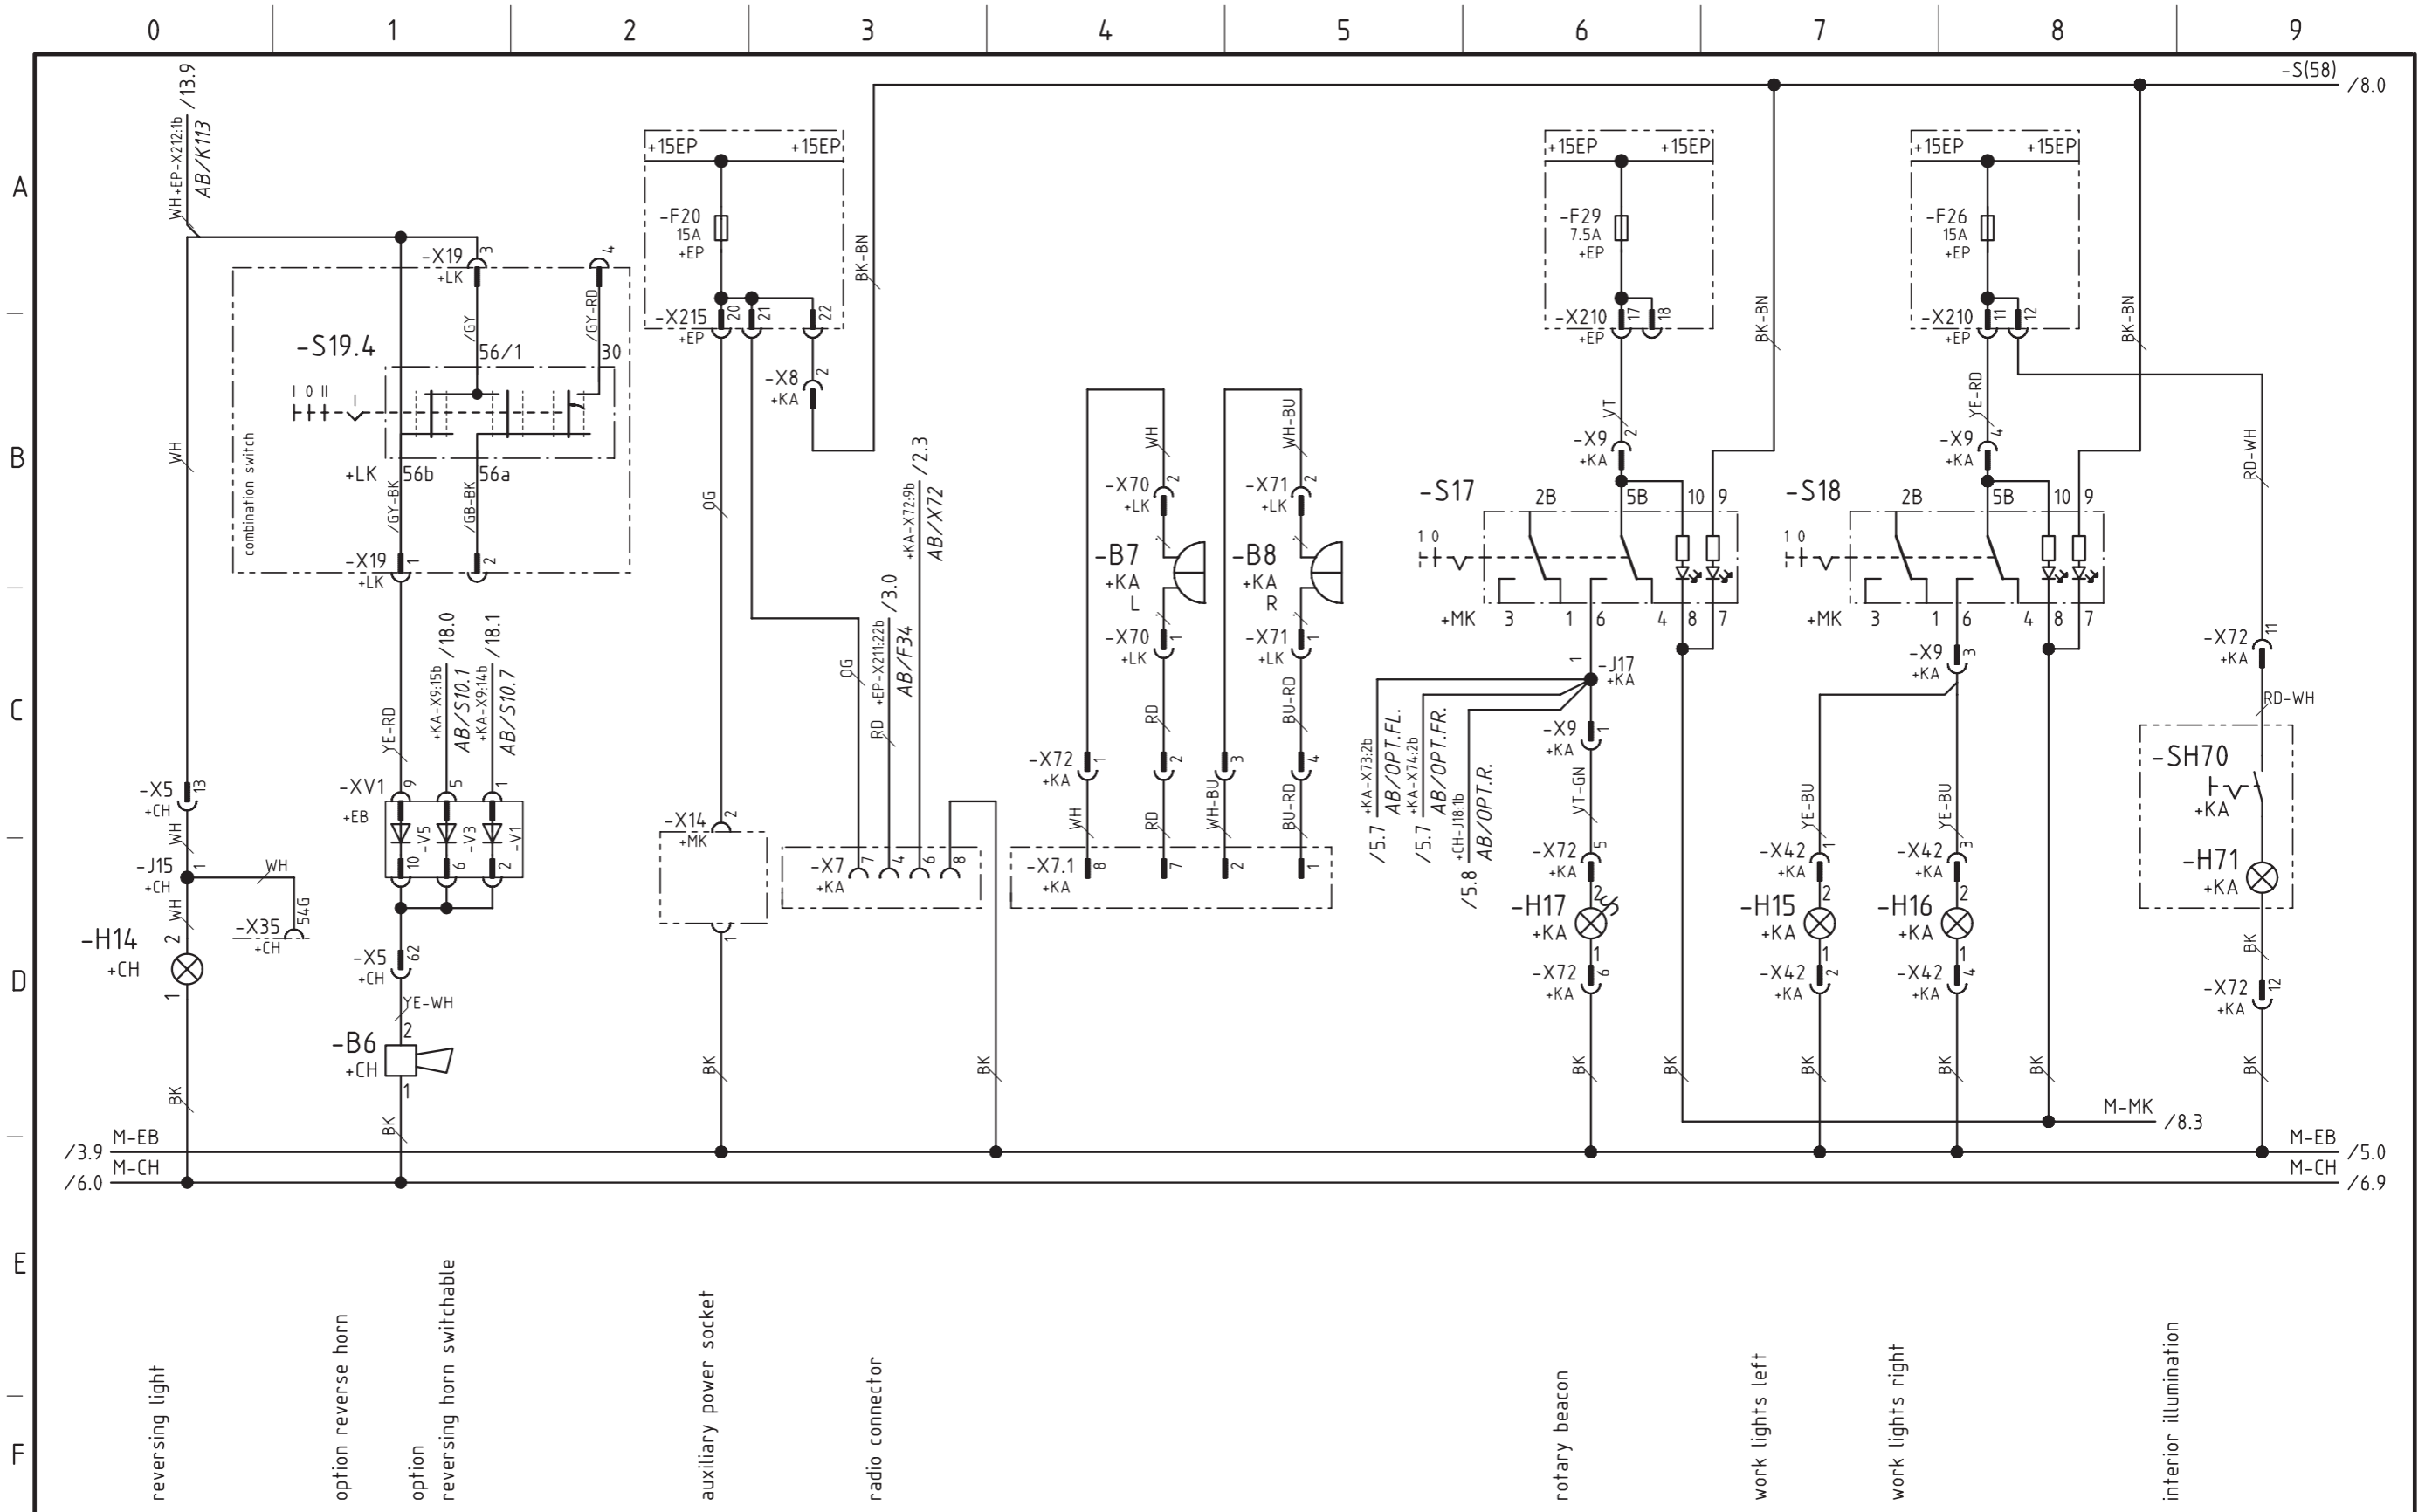 0 1 2 3 4 5 6 7 8 9
A
B
C
D
E
F
-S(58) /8.0
/13.9
WH +EP-X212:1b
AB/K113
WH
-X5 13
+CH
WH
-J15 1
+CH
WH
WH
54G
-X35
+CH
-H14 2
+CH
1
BK
-X19 3
+LK
4
/GY
/GY-RD
-S19.4
56/1 30
I 0 II
I
combination switch
+LK 56b 56a
/GY-BK
/GB-BK
-X19 1
+LK
2
YE-RD
+KA-X9:15b /18.0
AB/S10.1
+KA-X9:14b /18.1
AB/S10.7
-XV1 9 5 1
+EB
-V5 -V3 -V1
10 6 2
-X5 62
+CH
YE-WH
-B6 2
+CH
1
BK
+15EP +15EP
-F20
15A
+EP
-X215 20 21 22
+EP
-X8 2
+KA
BK-BN
OG
-X14 2
+MK
1
BK
OG
RD +EP-X211:22b /3.0
AB/F34
+KA-X72:9b /2.3
AB/X72
-X7 7 4 6 8
+KA
BK
WH
-X70 2
+LK
-B7
+KA
L
-X70 1
+LK
RD
-X72 1 2 3 4
+KA
WH RD WH-BU BU-RD
-X7.1 8 7 2 1
+KA
WH-BU
-X71 2
+LK
-B8
+KA
R
-X71 1
+LK
BU-RD
+15EP +15EP
-F29
7.5A
+EP
-X210 17 18
+EP
VT
-X9 2
+KA
BK-BN
-S17 2B 5B 10 9
1 0
+MK 3 1 6 4 8 7
1 -J17
+KA
/5.7 +KA-X73:2b
AB/OPT.FL.
/5.7 +KA-X74:2b
AB/OPT.FR.
/5.8 +CH-J18:1b
AB/OPT.R.
-X9 1
+KA
VT-GN
-X72 5
+KA
-H17 2
+KA
1
-X72 6
+KA
BK
BK
+15EP +15EP
-F26
15A
+EP
-X210 11 12
+EP
YE-RD
-X9 4
+KA
BK-BN
-S18 2B 5B 10 9
1 0
+MK 3 1 6 4 8 7
-X9 3
+KA
YE-BU
-X42 1
+KA
-H15 2
+KA
1
-X42 2
+KA
BK
YE-BU
-X42 3
+KA
-H16 2
+KA
1
-X42 4
+KA
BK
BK
RD-WH
-X72 11
+KA
RD-WH
-SH70
+KA
-H71
+KA
BK
-X72 12
+KA
BK
M-MK /8.3
/3.9 M-EB M-EB /5.0
/6.0 M-CH M-CH /6.9
reversing light
option reverse horn
option
reversing horn switchable
auxiliary power socket
radio connector
rotary beacon
work lights left
work lights right
interior illumination